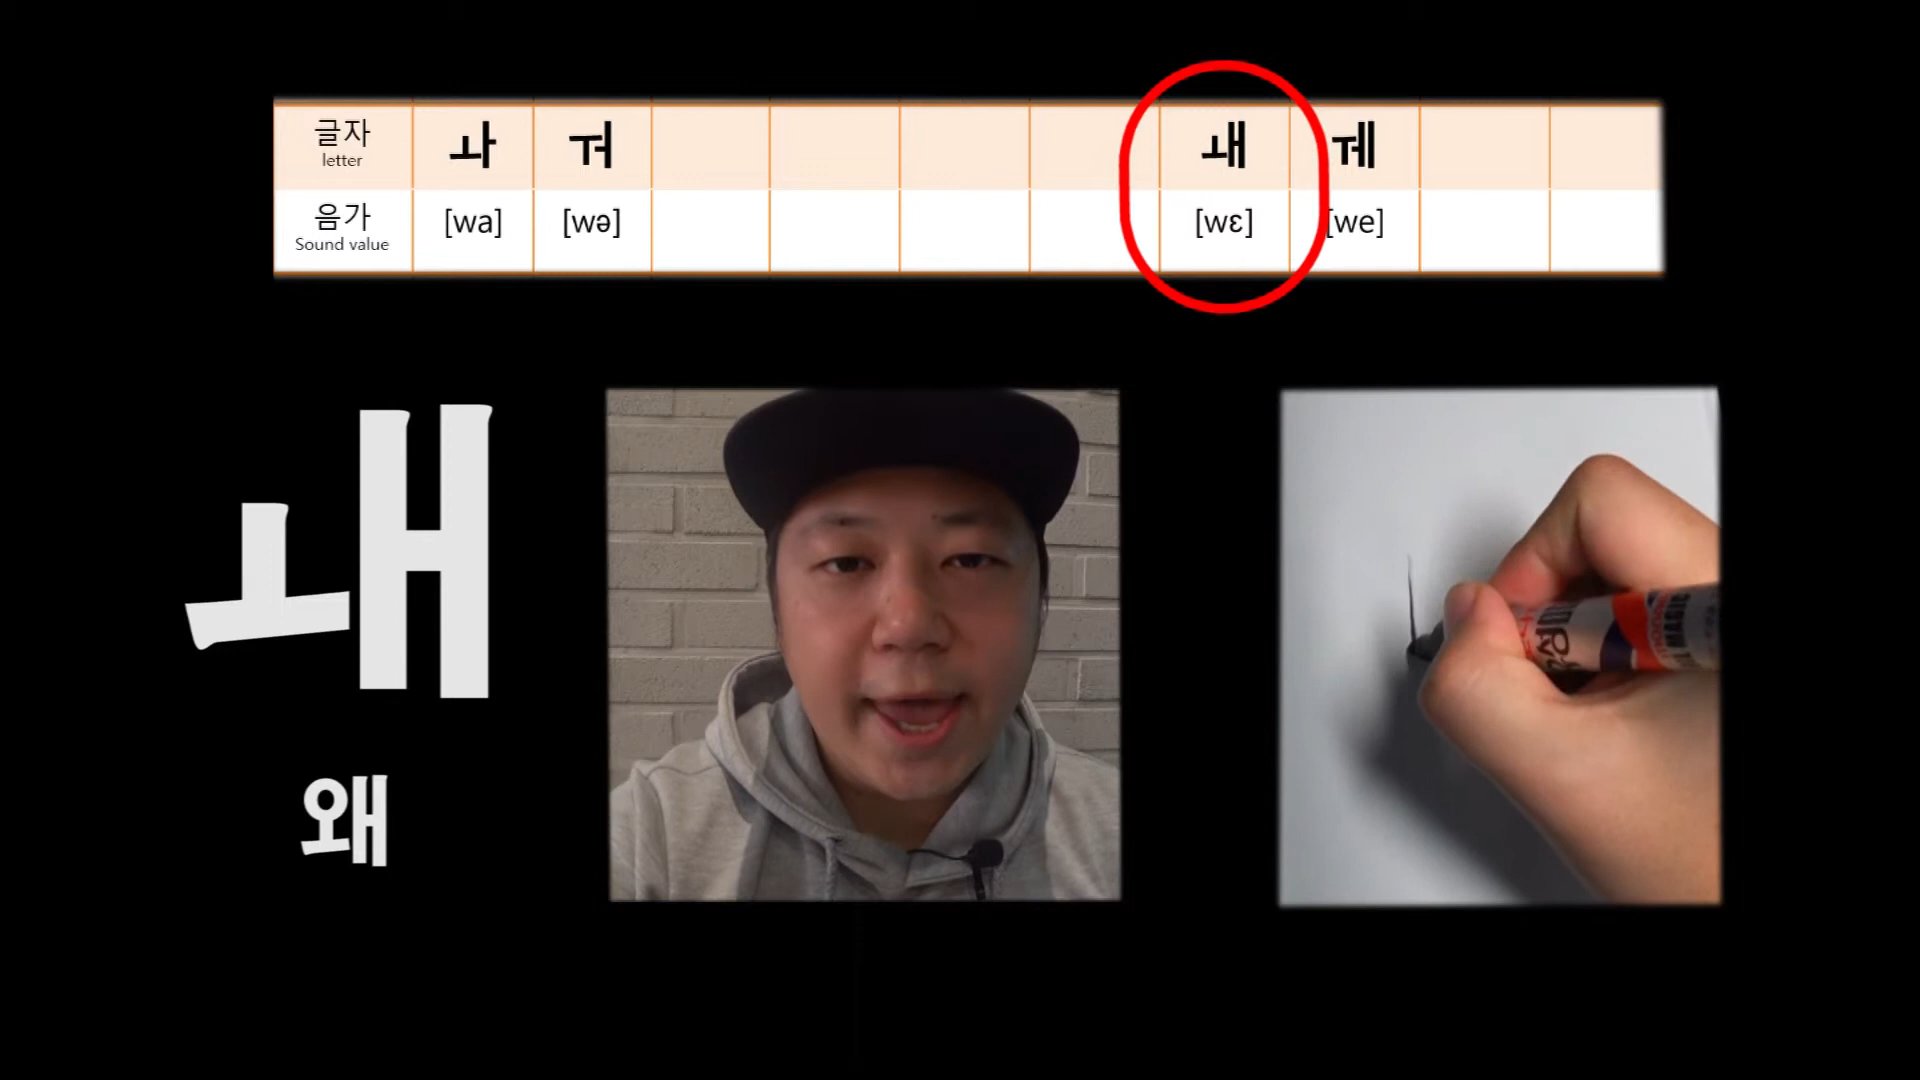 글자 ㅘ ㅝ ㅙ ㅞ
letter
음가 [wa] [wə] [wɛ] [we]
Sound value
ㅙ
왜